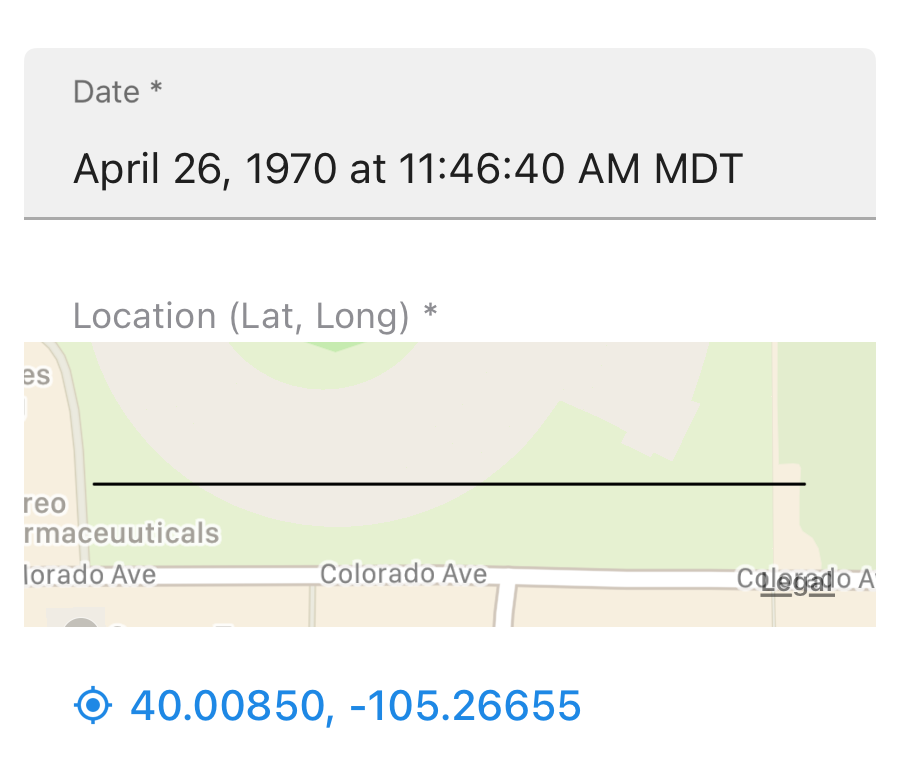 Date *
April 26, 1970 at 11:46:40 AM MDT
Location (Lat, Long) *
es
reo
rmaceuuticals
lorado Ave
Colorado Ave
Colorado A
Legal
40.00850, -105.26655